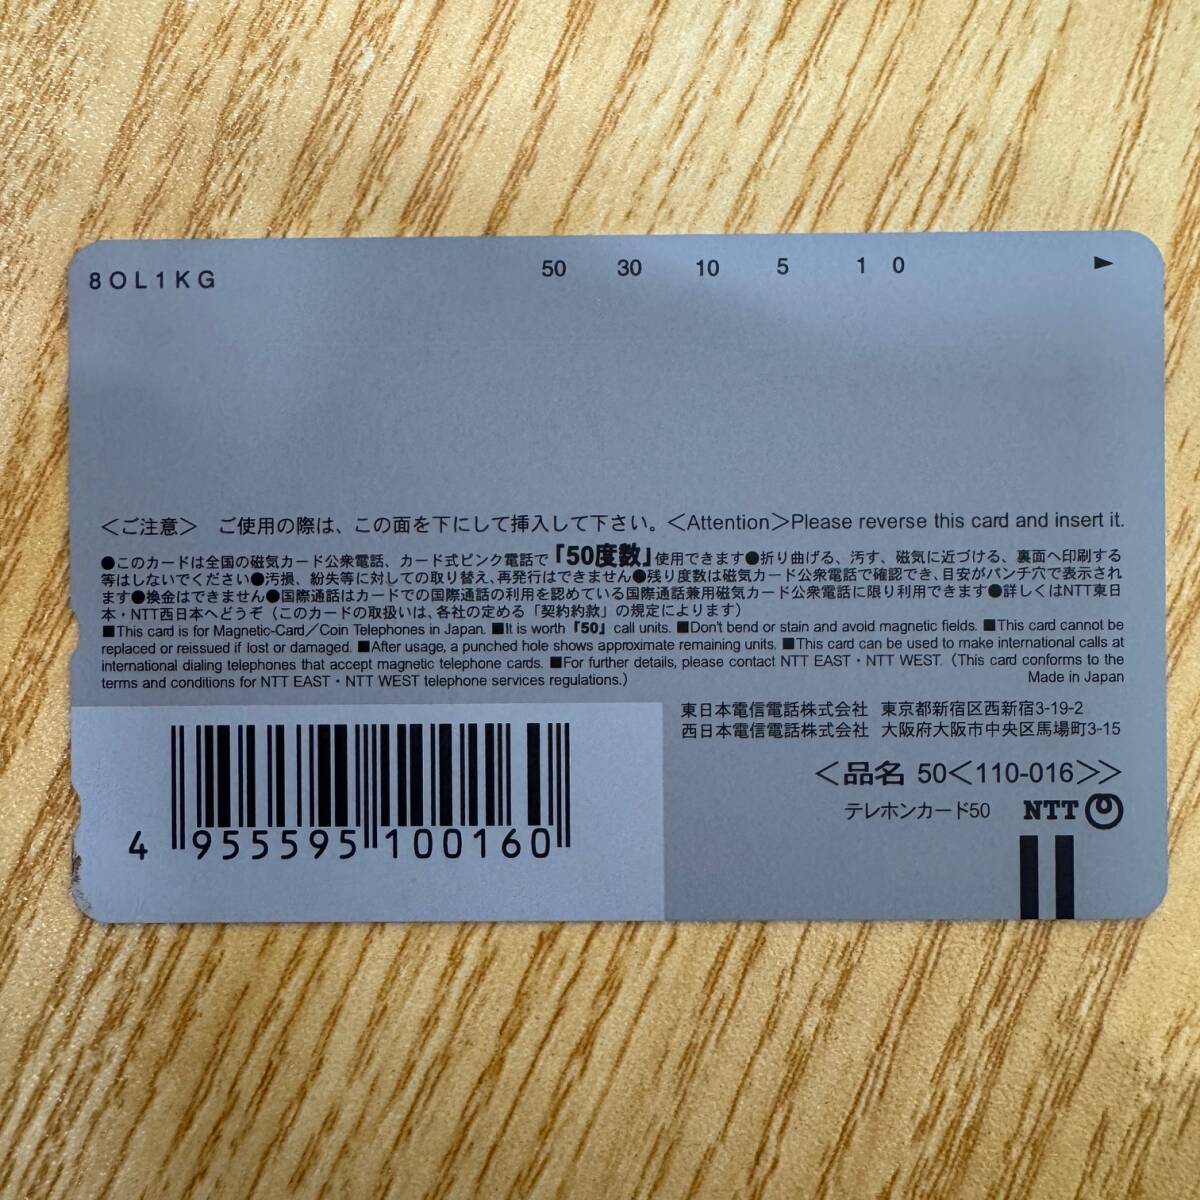 8OL1KG 50 30 10 5 1 0 ▶
＜ご注意＞ ご使用の際は、この面を下にして挿入して下さい。＜Attention＞Please reverse this card and insert it.
●このカードは全国の磁気カード公衆電話、カード式ピンク電話で「50度数」使用できます●折り曲げる、汚す、磁気に近づける、裏面へ印刷する
等はしないでください●汚損、紛失等に対しての取り替え、再発行はできません●残り度数は磁気カード公衆電話で確認でき、目安がパンチ穴で表示され
ます●換金はできません●国際通話はカードでの国際通話の利用を認めている国際通話兼用磁気カード公衆電話に限り利用できます●詳しくはNTT東日
本・NTT西日本へどうぞ（このカードの取扱いは、各社の定める「契約約款」の規定によります）
■This card is for Magnetic-Card／Coin Telephones in Japan. ■It is worth「50」call units. ■Don't bend or stain and avoid magnetic fields. ■This card cannot be
replaced or reissued if lost or damaged. ■After usage, a punched hole shows approximate remaining units. ■This card can be used to make international calls at
international dialing telephones that accept magnetic telephone cards. ■For further details, please contact NTT EAST・NTT WEST.（This card conforms to the
terms and conditions for NTT EAST・NTT WEST telephone services regulations.） Made in Japan
東日本電信電話株式会社 東京都新宿区西新宿3-19-2
西日本電信電話株式会社 大阪府大阪市中央区馬場町3-15
＜品名 50＜110-016＞＞
テレホンカード50 NTT
4 955595 100160